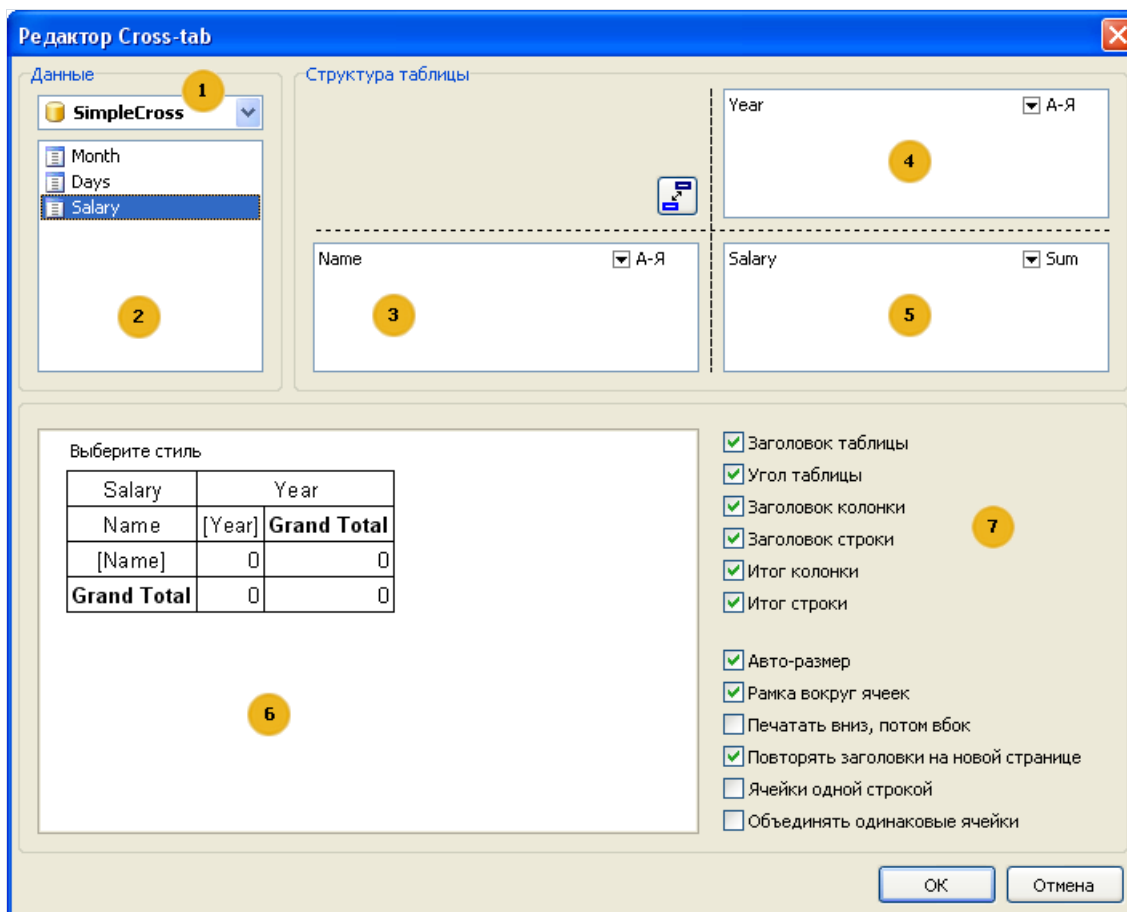 Редактор Cross-tab
Данные
Структура таблицы
1
SimpleCross
Month
Days
Salary
2
Year А-Я
4
Name А-Я
3
Salary Sum
5
Выберите стиль
Salary Year
Name [Year] Grand Total
[Name] 0 0
Grand Total 0 0
6
Заголовок таблицы
Угол таблицы
Заголовок колонки
Заголовок строки
Итог колонки
Итог строки
7
Авто-размер
Рамка вокруг ячеек
Печатать вниз, потом вбок
Повторять заголовки на новой странице
Ячейки одной строкой
Объединять одинаковые ячейки
ОК
Отмена